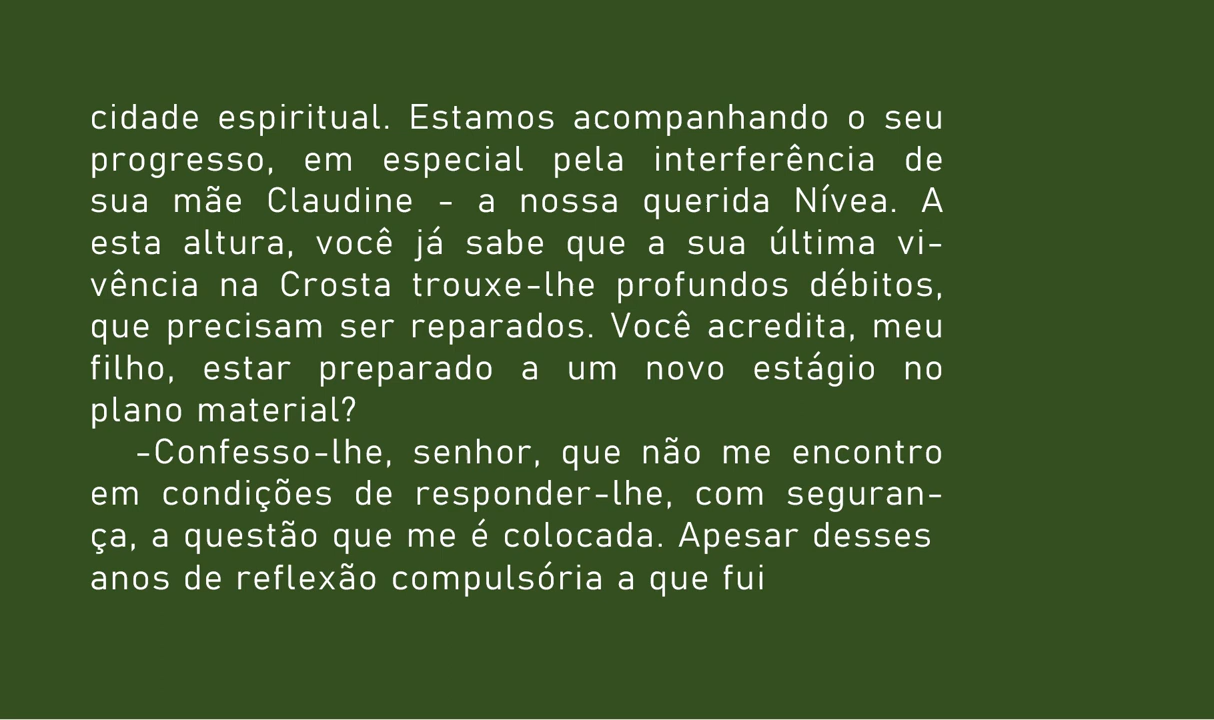 cidade espiritual. Estamos acompanhando o seu
progresso, em especial pela interferência de
sua mãe Claudine - a nossa querida Nívea. A
esta altura, você já sabe que a sua última vi-
vência na Crosta trouxe-lhe profundos débitos,
que precisam ser reparados. Você acredita, meu
filho, estar preparado a um novo estágio no
plano material?
-Confesso-lhe, senhor, que não me encontro
em condições de responder-lhe, com seguran-
ça, a questão que me é colocada. Apesar desses
anos de reflexão compulsória a que fui